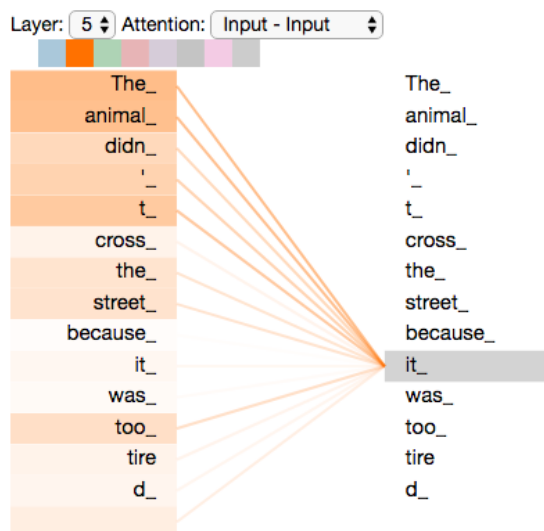 Layer: 5 Attention: Input - Input
The_ The_
animal_ animal_
didn_ didn_
'_ '_
t_ t_
cross_ cross_
the_ the_
street_ street_
because_ because_
it_ it_
was_ was_
too_ too_
tire tire
d_ d_